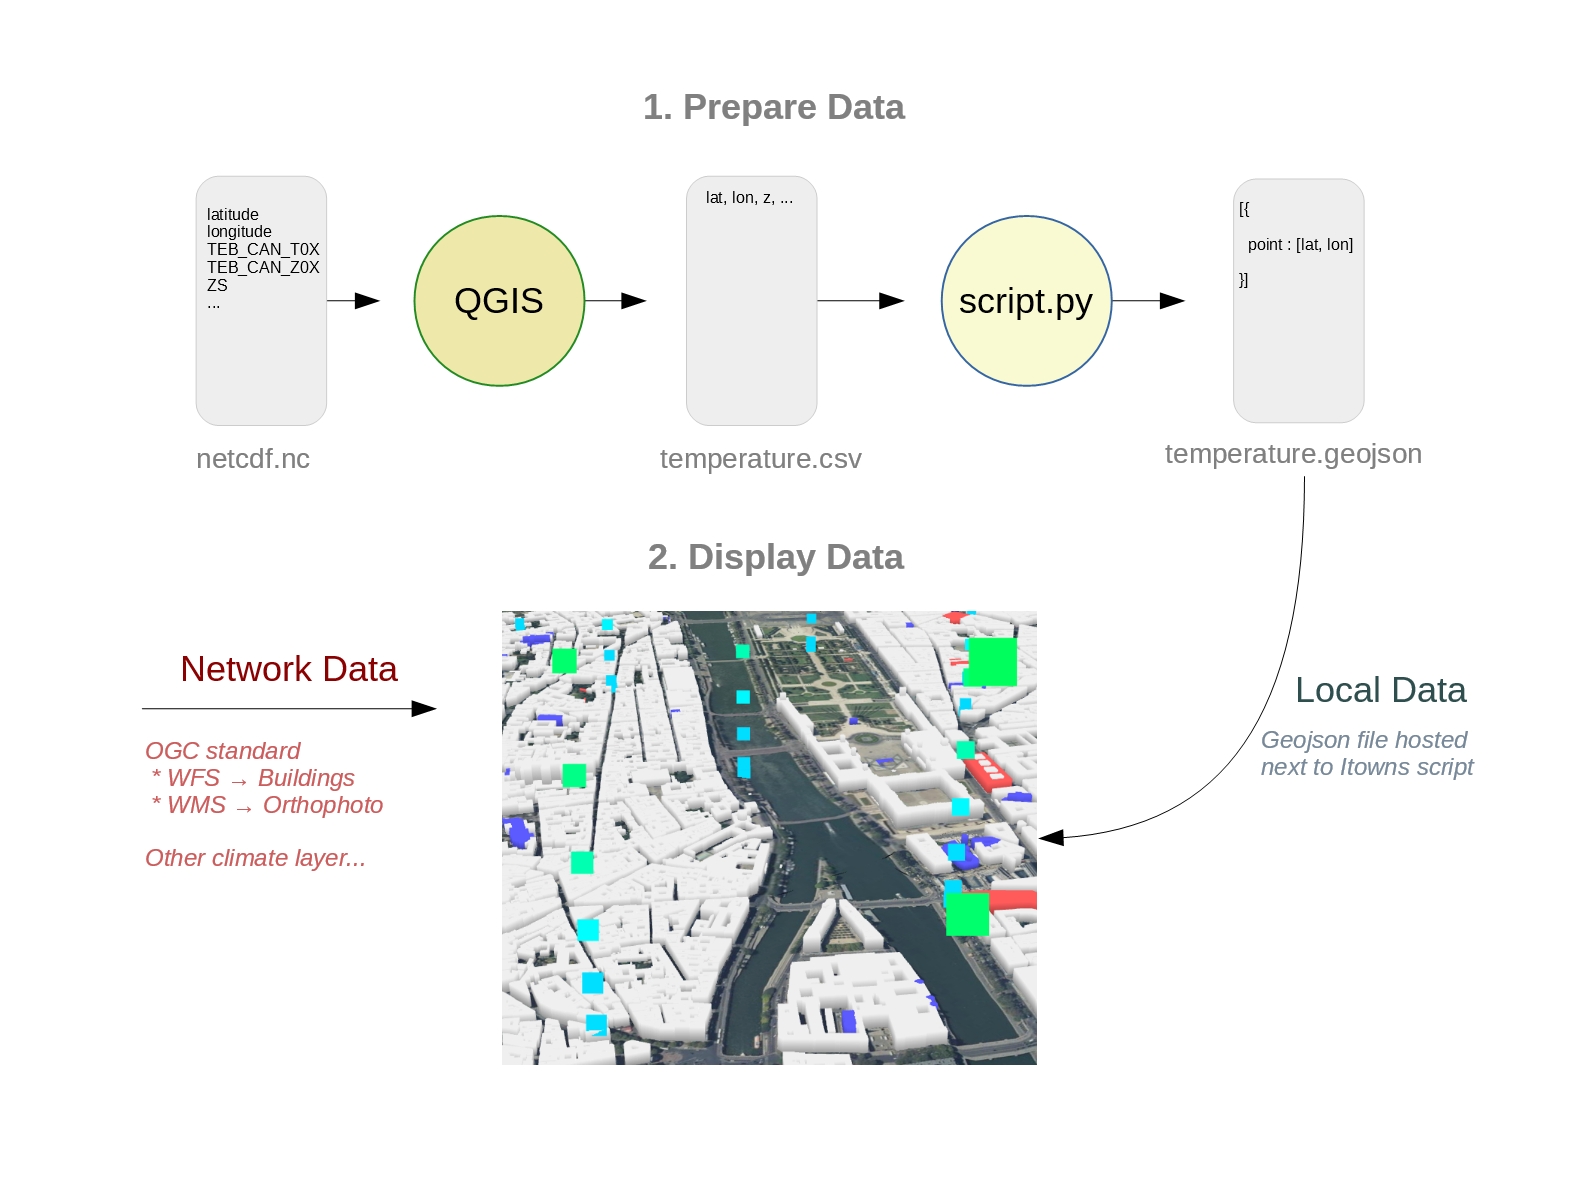 1. Prepare Data
latitude
longitude
TEB_CAN_T0X
TEB_CAN_Z0X
ZS
...
QGIS
lat, lon, z, ...
script.py
[{
point : [lat, lon]
}]
netcdf.nc
temperature.csv
temperature.geojson
2. Display Data
Network Data
OGC standard
* WFS → Buildings
* WMS → Orthophoto
Other climate layer...
Local Data
Geojson file hosted
next to Itowns script